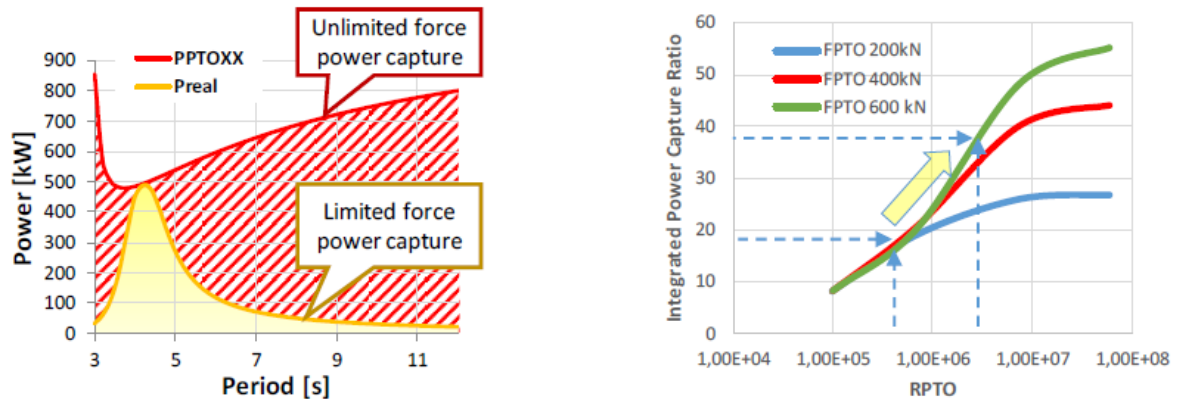 900
800
700
600
500
400
300
200
100
0
Power [kW]
PPTOXX
Preal
Unlimited force
power capture
Limited force
power capture
3 5 7 9 11
Period [s]
60
50
40
30
20
10
0
Integrated Power Capture Ratio
FPTO 200kN
FPTO 400kN
FPTO 600 kN
1,00E+04 1,00E+05 1,00E+06 1,00E+07 1,00E+08
RPTO